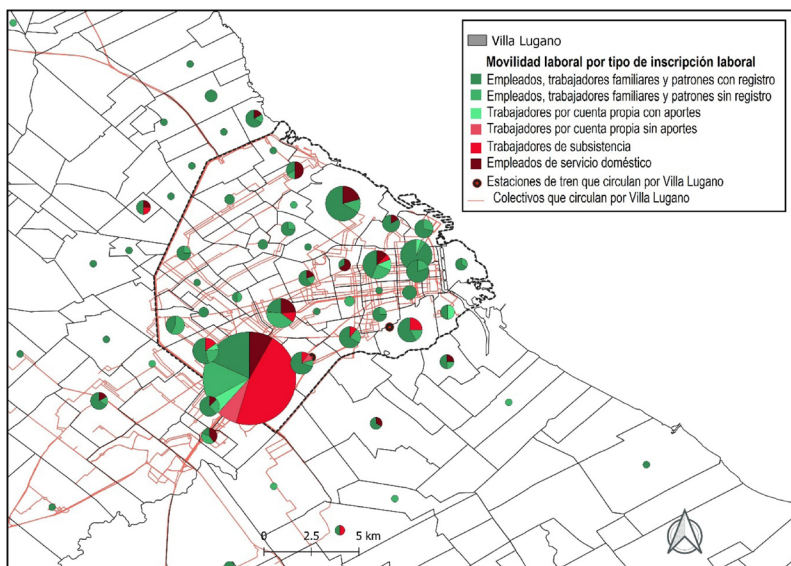 Villa Lugano
Movilidad laboral por tipo de inscripción laboral
Empleados, trabajadores familiares y patrones con registro
Empleados, trabajadores familiares y patrones sin registro
Trabajadores por cuenta propia con aportes
Trabajadores por cuenta propia sin aportes
Trabajadores de subsistencia
Empleados de servicio doméstico
Estaciones de tren que circulan por Villa Lugano
Colectivos que circulan por Villa Lugano
0 2.5 5 km